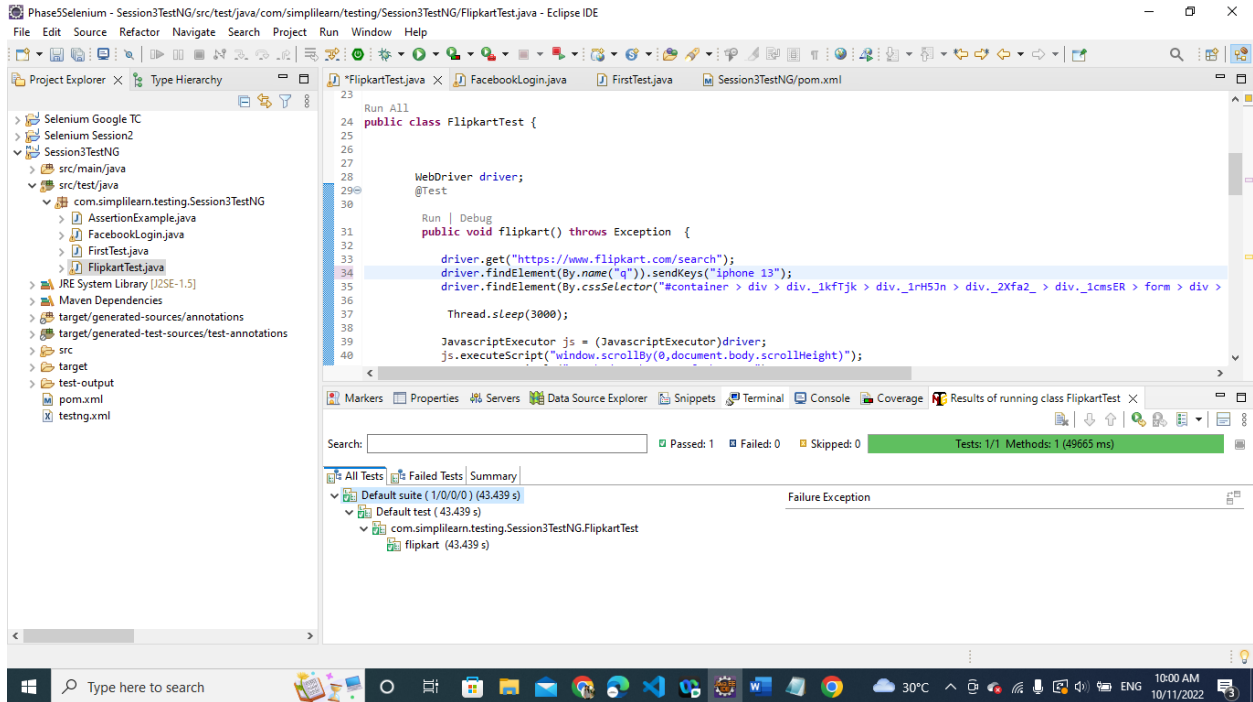 Phase5Selenium - Session3TestNG/src/test/java/com/simplilearn/testing/Session3TestNG/FlipkartTest.java - Eclipse IDE
File Edit Source Refactor Navigate Search Project Run Window Help
Project Explorer Type Hierarchy
Selenium Google TC
Selenium Session2
Session3TestNG
src/main/java
src/test/java
com.simplilearn.testing.Session3TestNG
AssertionExample.java
FacebookLogin.java
FirstTest.java
FlipkartTest.java
JRE System Library [J2SE-1.5]
Maven Dependencies
target/generated-sources/annotations
target/generated-test-sources/test-annotations
src
target
test-output
pom.xml
testng.xml
*FlipkartTest.java FacebookLogin.java FirstTest.java Session3TestNG/pom.xml
23
Run All
24 public class FlipkartTest {
25
26
27
28 WebDriver driver;
29 @Test
30
Run | Debug
31 public void flipkart() throws Exception {
32
33 driver.get("https://www.flipkart.com/search");
34 driver.findElement(By.name("q")).sendKeys("iphone 13");
35 driver.findElement(By.cssSelector("#container > div > div._1kfTjk > div._1rH5Jn > div._2Xfa2_ > div._1cmsER > form > div >
36
37 Thread.sleep(3000);
38
39 JavascriptExecutor js = (JavascriptExecutor)driver;
40 js.executeScript("window.scrollBy(0,document.body.scrollHeight)");
Markers Properties Servers Data Source Explorer Snippets Terminal Console Coverage Results of running class FlipkartTest
Search: Passed: 1 Failed: 0 Skipped: 0 Tests: 1/1 Methods: 1 (49665 ms)
All Tests Failed Tests Summary
Default suite ( 1/0/0/0 ) (43.439 s)
Default test ( 43.439 s)
com.simplilearn.testing.Session3TestNG.FlipkartTest
flipkart (43.439 s)
Failure Exception
Type here to search
30°C
ENG
10:00 AM
10/11/2022
3